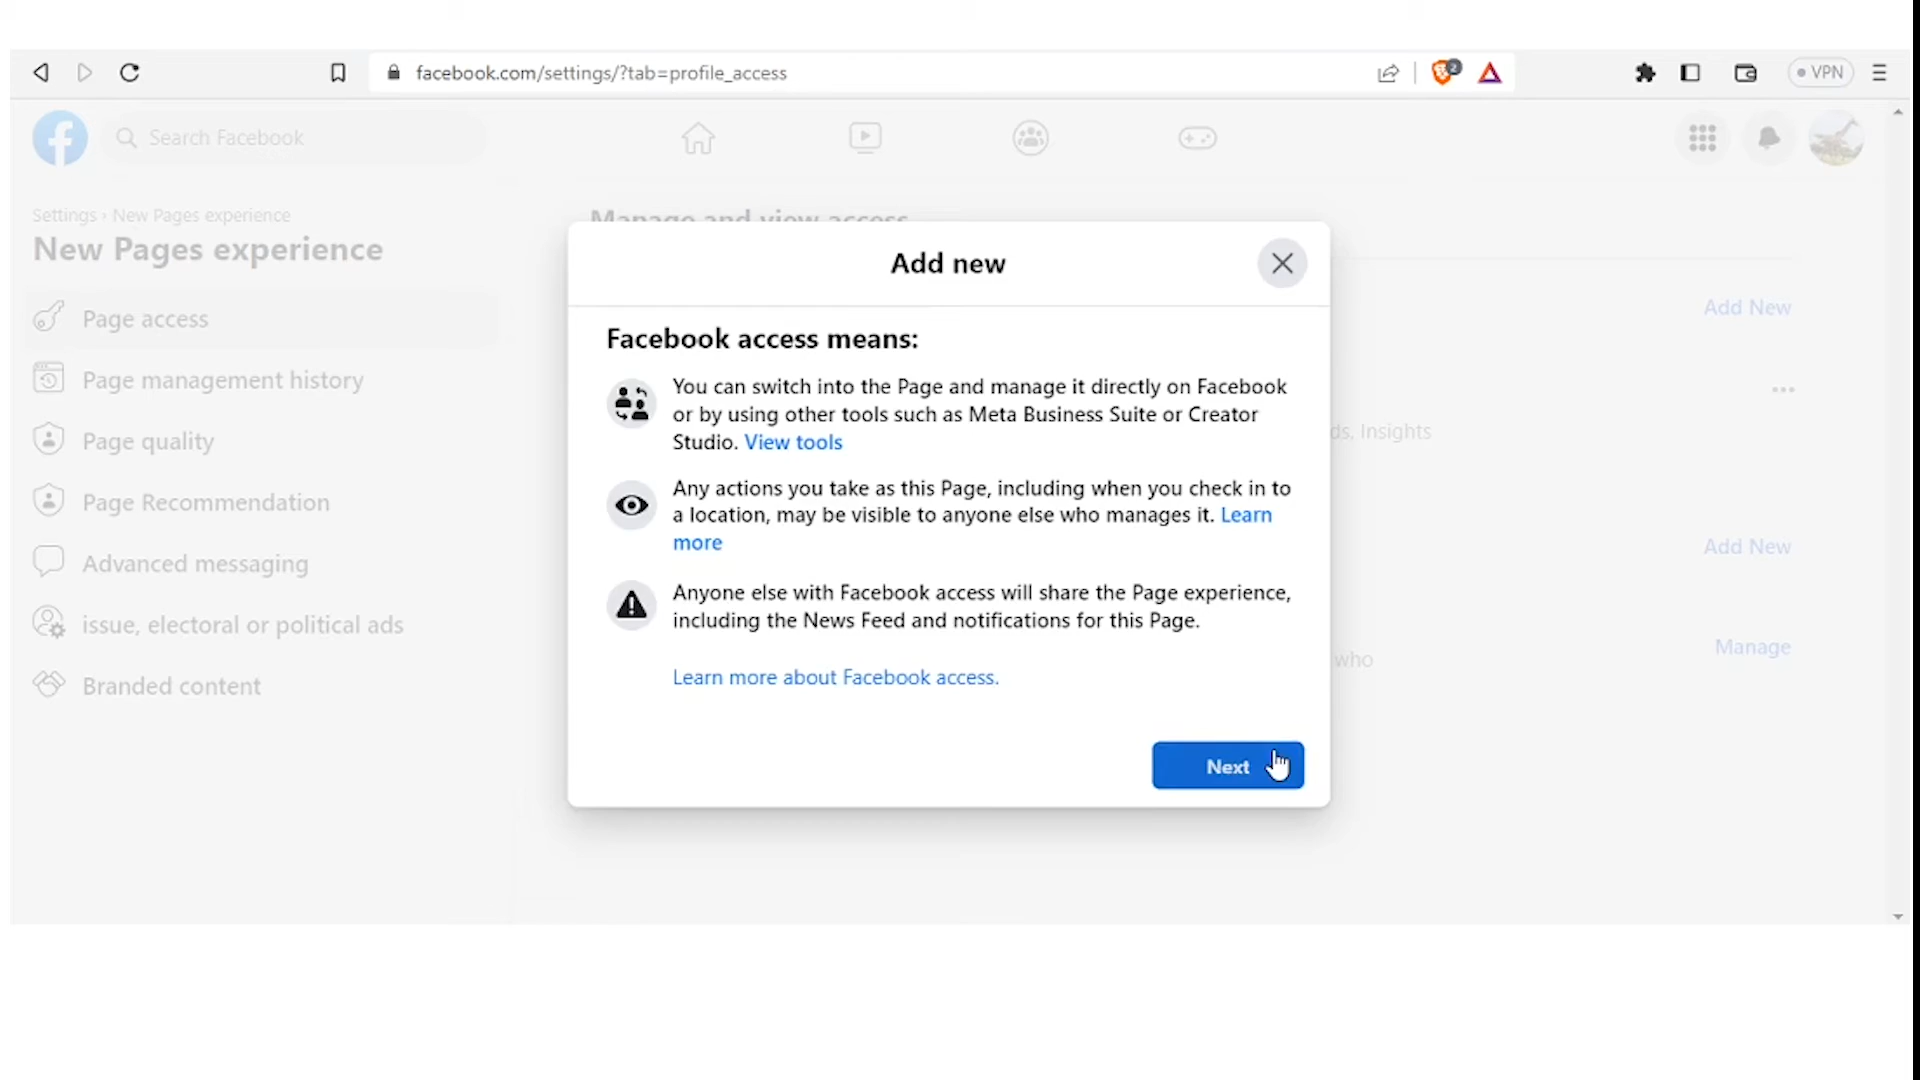 facebook.com/settings/?tab=profile_access
2
VPN
Search Facebook
Settings › New Pages experience
New Pages experience
Page access
Page management history
Page quality
Page Recommendation
Advanced messaging
issue, electoral or political ads
Branded content
Manage and view access
Add New
ds, Insights
Add New
who
Manage
Add new
Facebook access means:
You can switch into the Page and manage it directly on Facebook
or by using other tools such as Meta Business Suite or Creator
Studio. View tools
Any actions you take as this Page, including when you check in to
a location, may be visible to anyone else who manages it. Learn
more
Anyone else with Facebook access will share the Page experience,
including the News Feed and notifications for this Page.
Learn more about Facebook access.
Next